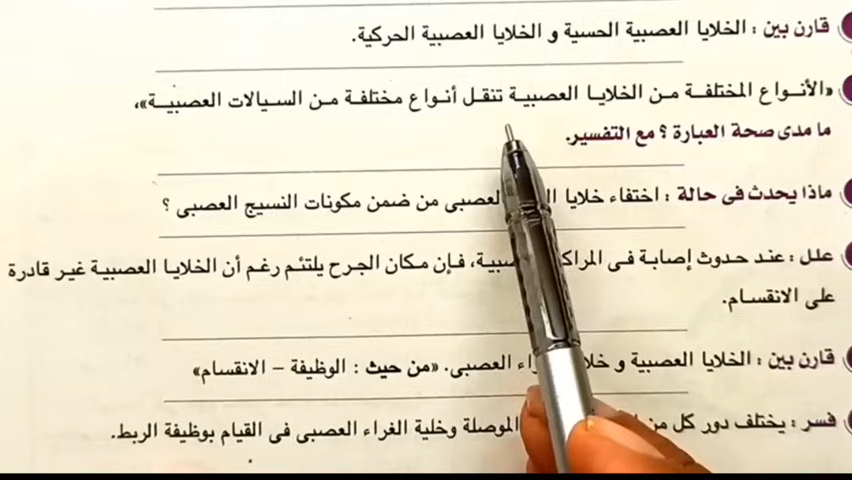 قارن بين : الخلايا العصبية الحسية و الخلايا العصبية الحركية.
«الأنواع المختلفة من الخلايا العصبية تنقل أنواع مختلفة من السيالات العصبية»،
ما مدى صحة العبارة ؟ مع التفسير.
ماذا يحدث فى حالة : اختفاء خلايا العصبى من ضمن مكونات النسيج العصبى ؟
علل : عند حدوث إصابة فى فإن مكان الجرح يلتئم رغم أن الخلايا العصبية غير قادرة
على الانقسام.
قارن بين : الخلايا العصبية و العصبى. «من حيث : الوظيفة – الانقسام»
فسر : يختلف دور كل من الموصلة وخلية الغراء العصبى فى القيام بوظيفة الربط.